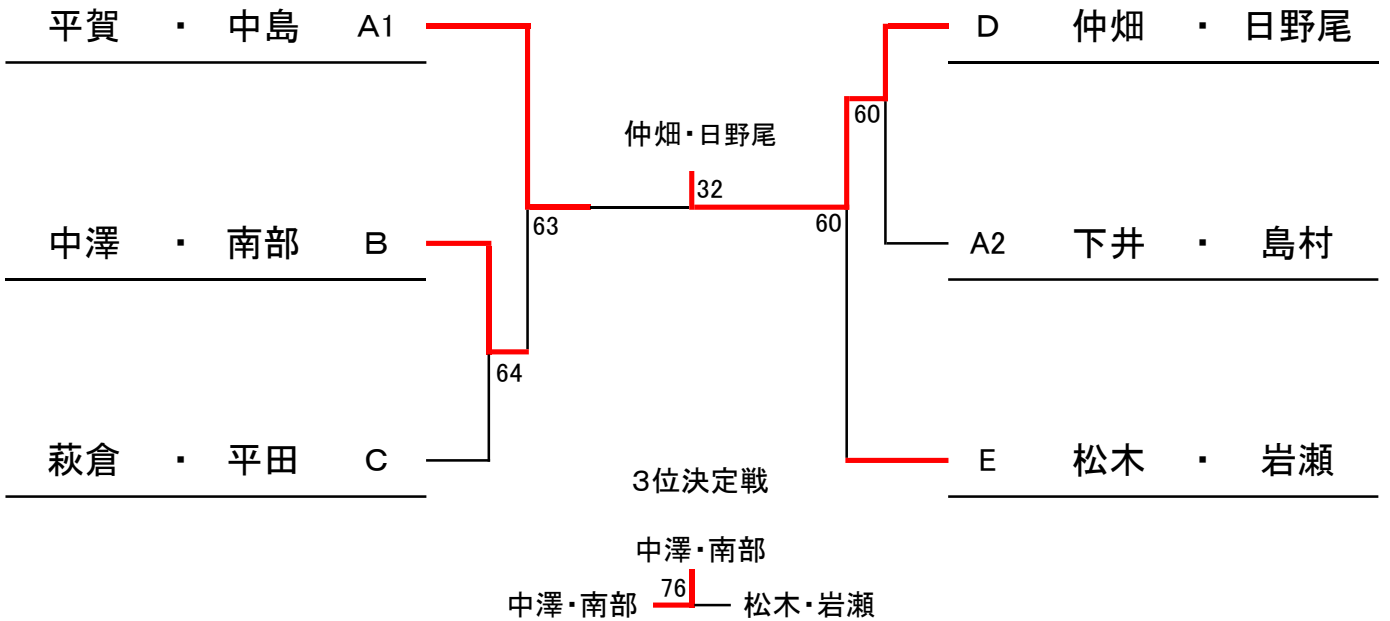 平賀 ・ 中島 A1
D 仲畑 ・ 日野尾
60
仲畑・日野尾
32
63
60
中澤 ・ 南部 B
A2 下井 ・ 島村
64
萩倉 ・ 平田 C
E 松木 ・ 岩瀬
3位決定戦
中澤・南部
76
中澤・南部 松木・岩瀬